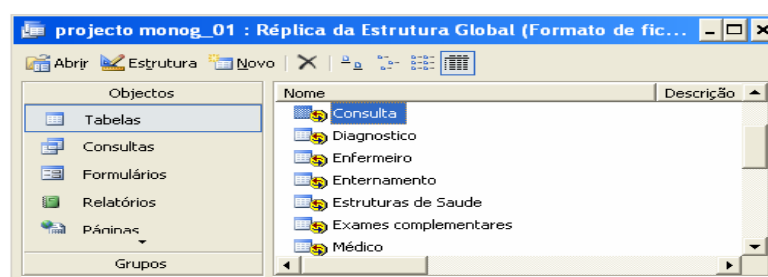 projecto monog_01 : Réplica da Estrutura Global (Formato de fic...
Abrir Estrutura Novo
Objectos
Tabelas
Consultas
Formulários
Relatórios
Páginas
Grupos
Nome Descrição
Consulta
Diagnostico
Enfermeiro
Enternamento
Estruturas de Saude
Exames complementares
Médico